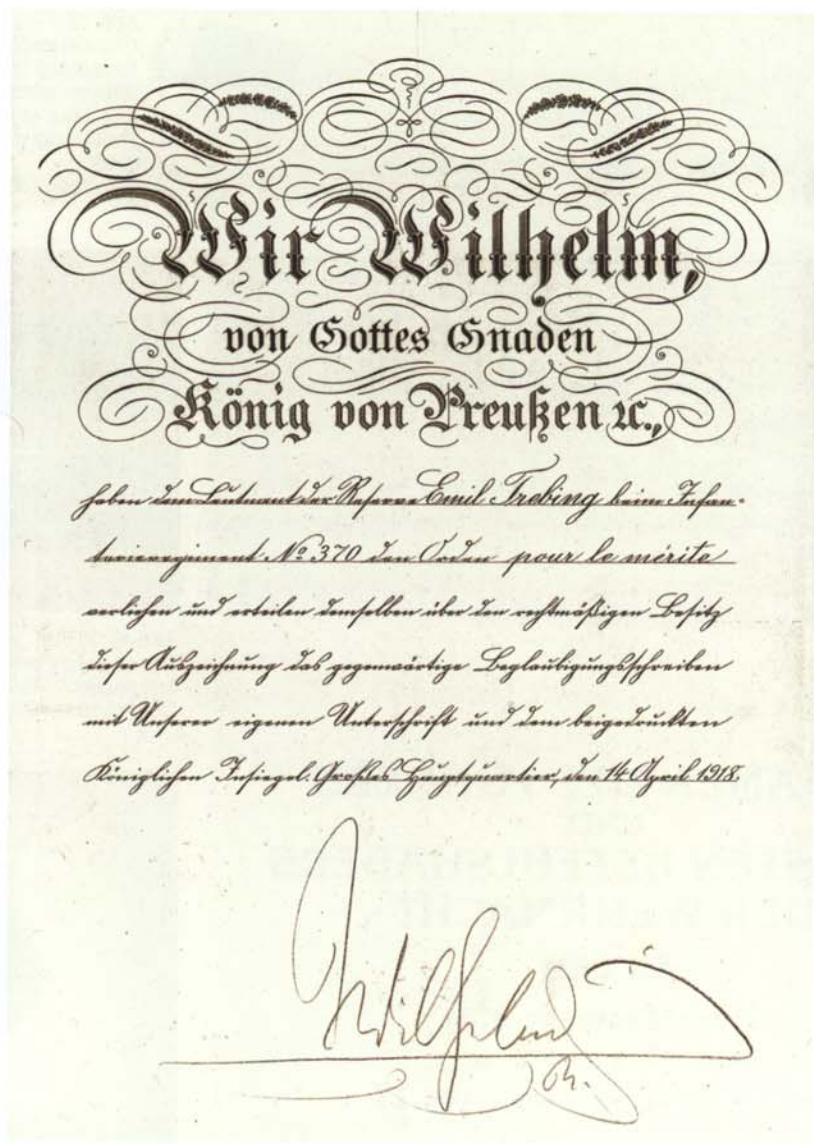 Wir Wilhelm,
von Gottes Gnaden
König von Preußen ꝛc.,
haben dem Leutnant der Reserve Emil Trebing beim Infan-
terieregiment No 370 den Orden pour le mérite
verliehen und erteilen demselben über den rechtmäßigen Besitz
dieser Auszeichnung das gegenwärtige Beglaubigungsschreiben
mit Unserer eigenen Unterschrift und dem beigedruckten
Königlichen Insiegel. Großes Hauptquartier, den 14 April 1918.
Wilhelm